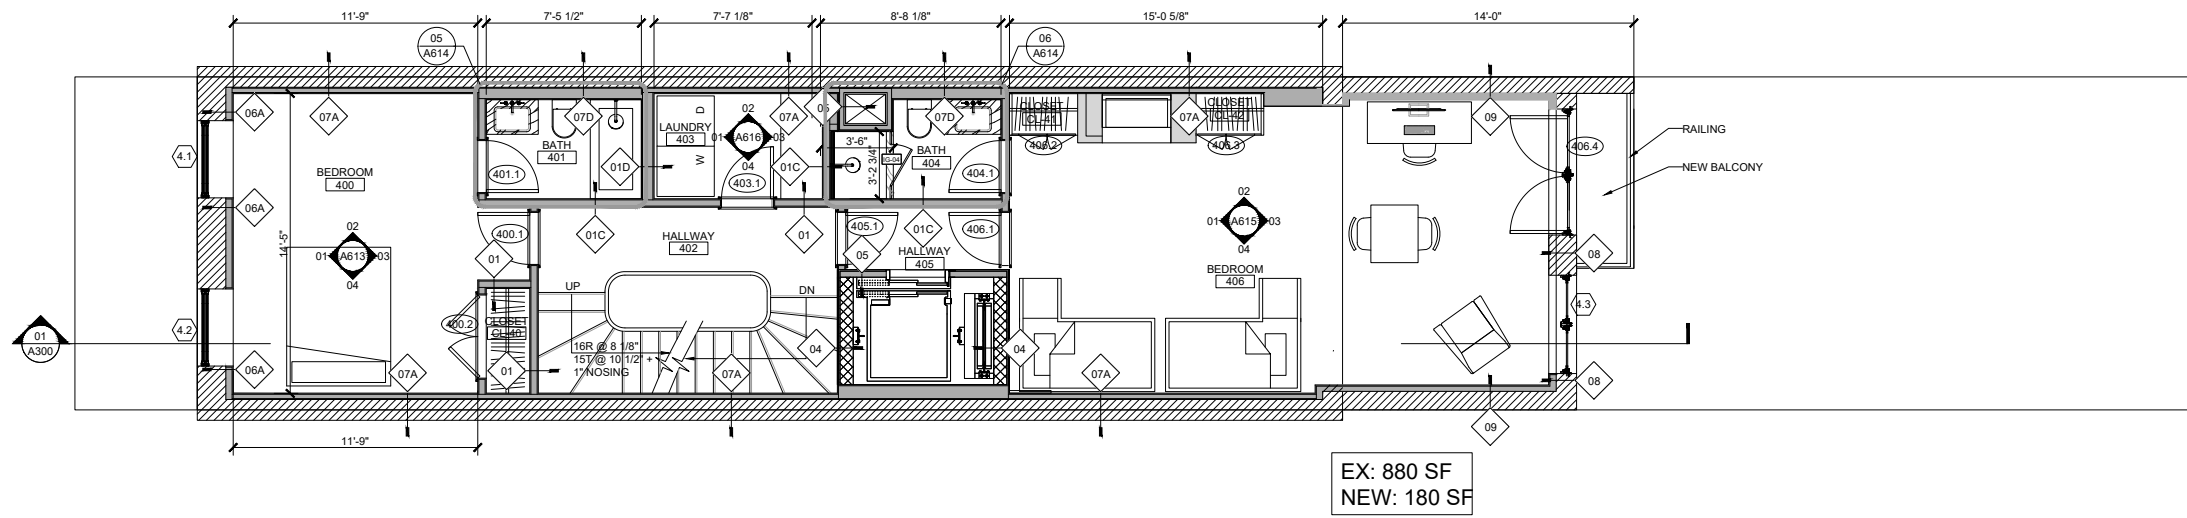 11'-9"
7'-5 1/2"
7'-7 1/8"
8'-8 1/8"
15'-0 5/8"
14'-0"
05
A614
06
A614
06A
07A
07D
07A
05
07D
07A
09
4.1
BEDROOM
400
14'-5"
06A
02
01 A613 03
04
BATH
401
401.1
01D
LAUNDRY
403
D
W
02
01 A616 03
04
403.1
01C
3'-6"
3'-2 3/4"
IG-04
BATH
404
404.1
CLOSET
CL-41
CLOSET
CL-42
406.2
406.3
406.4
RAILING
NEW BALCONY
400.1
01C
HALLWAY
402
01
405.1
01C
406.1
HALLWAY
405
05
02
01 A615 03
04
BEDROOM
406
08
01
UP
DN
4.2
4.3
400.2
CLOSET
CL-40
01
A300
16R @ 8 1/8"
15T @ 10 1/2" +
1" NOSING
04
04
06A
07A
01
07A
07A
08
09
11'-9"
EX: 880 SF
NEW: 180 SF